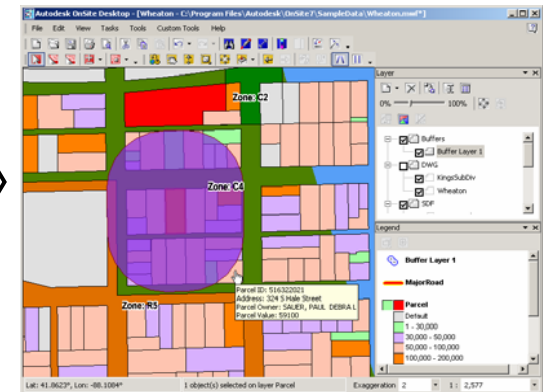 Autodesk OnSite Desktop - [Wheaton - C:\Program Files\Autodesk\OnSite7\SampleData\Wheaton.mwf*]
File Edit View Tasks Tools Custom Tools Help
Layer
0% 100%
Buffers
Buffer Layer 1
DWG
KingsSubDiv
Wheaton
SDF
Zone: C2
Zone: C4
Zone: R5
Parcel ID: 516322021
Address: 324 S Hale Street
Parcel Owner: SAUER, PAUL DEBRA L
Parcel Value: 59100
Legend
Buffer Layer 1
MajorRoad
Parcel
Default
1 - 30,000
30,000 - 50,000
50,000 - 100,000
100,000 - 200,000
Lat: 41.8623°, Lon: -88.1084° 1 object(s) selected on layer Parcel Exaggeration 2 1: 2,577